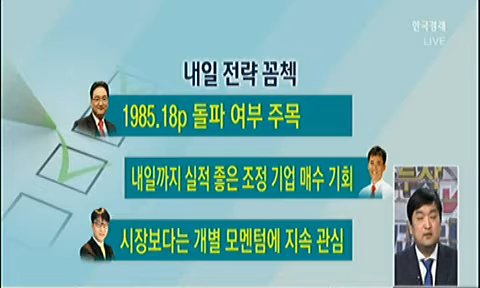 한국경제
LIVE
내일 전략 꼼첵
1985.18p 돌파 여부 주목
내일까지 실적 좋은 조정 기업 매수 기회
시장보다는 개별 모멘텀에 지속 관심